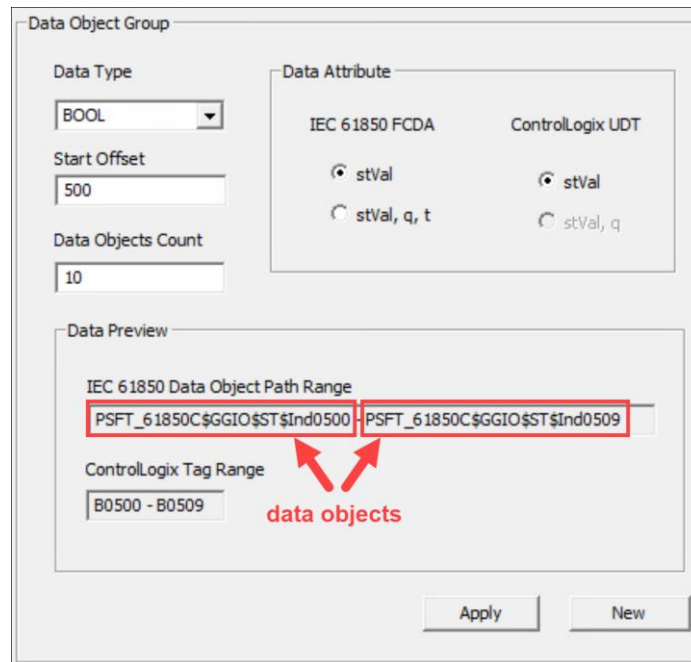 Data Object Group
Data Type
BOOL
Start Offset
500
Data Objects Count
10
Data Attribute
IEC 61850 FCDA
stVal
stVal, q, t
ControlLogix UDT
stVal
stVal, q
Data Preview
IEC 61850 Data Object Path Range
PSFT_61850C$GGIO$ST$Ind0500 - PSFT_61850C$GGIO$ST$Ind0509
ControlLogix Tag Range
B0500 - B0509
data objects
Apply
New